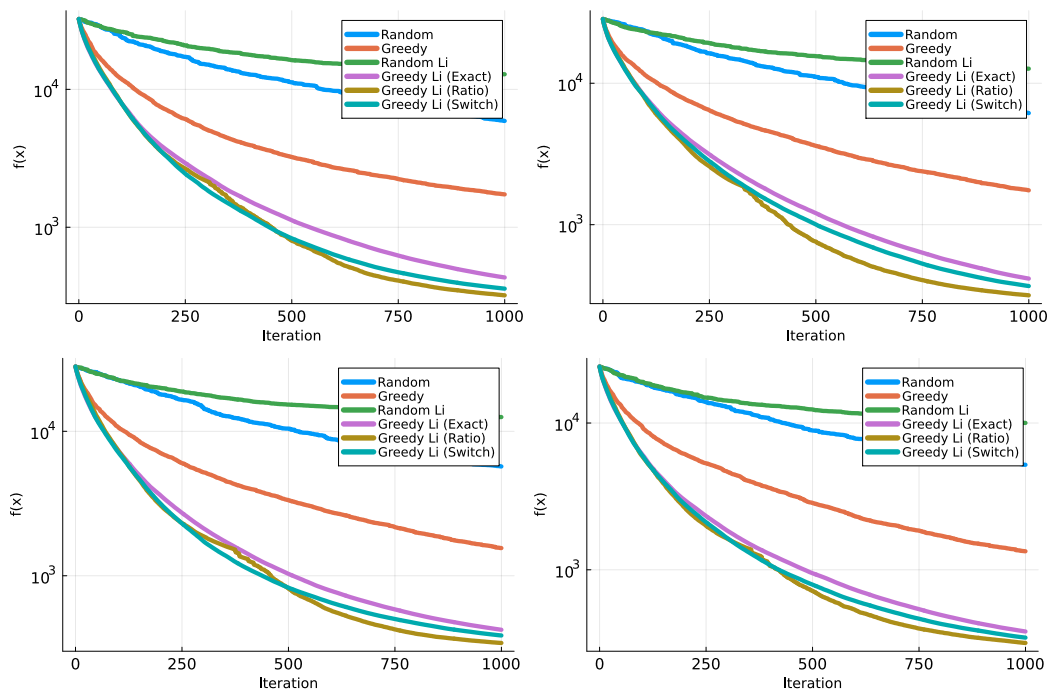 Random
Greedy
Random Li
Greedy Li (Exact)
Greedy Li (Ratio)
Greedy Li (Switch)
10^4
10^3
f(x)
0 250 500 750 1000
Iteration
Random
Greedy
Random Li
Greedy Li (Exact)
Greedy Li (Ratio)
Greedy Li (Switch)
10^4
10^3
f(x)
0 250 500 750 1000
Iteration
Random
Greedy
Random Li
Greedy Li (Exact)
Greedy Li (Ratio)
Greedy Li (Switch)
10^4
10^3
f(x)
0 250 500 750 1000
Iteration
Random
Greedy
Random Li
Greedy Li (Exact)
Greedy Li (Ratio)
Greedy Li (Switch)
10^4
10^3
f(x)
0 250 500 750 1000
Iteration